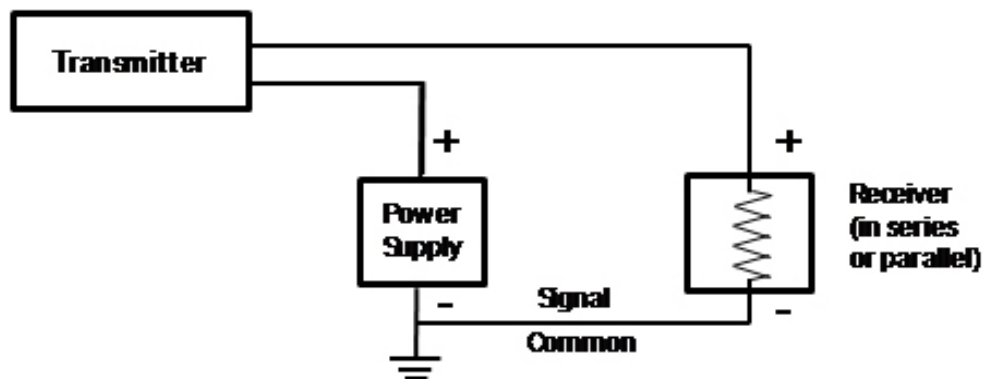 Transmitter
+
+
Power
Supply
Receiver
(in series
or parallel)
-
Signal
-
Common